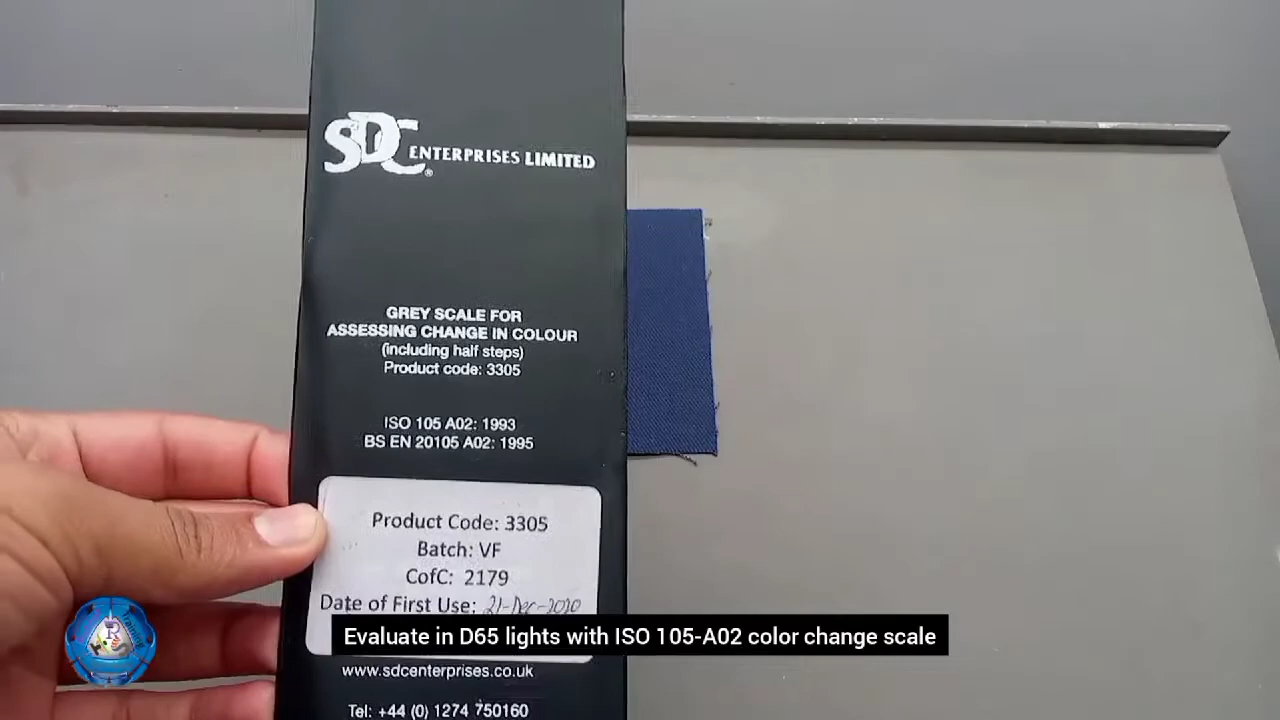 SDC ENTERPRISES LIMITED
®
GREY SCALE FOR
ASSESSING CHANGE IN COLOUR
(including half steps)
Product code: 3305
ISO 105 A02: 1993
BS EN 20105 A02: 1995
Product Code: 3305
Batch: VF
CofC: 2179
Date of First Use: 21-Dec-2020
Evaluate in D65 lights with ISO 105-A02 color change scale
www.sdcenterprises.co.uk
Tel: +44 (0) 1274 750160